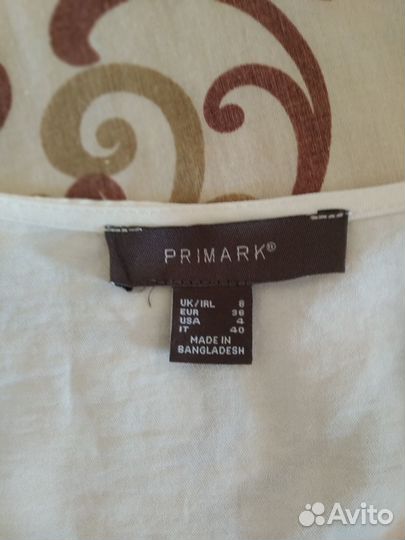 PRIMARK®
UK/IRL 8
EUR 36
USA 4
IT 40
MADE IN
BANGLADESH
Avito